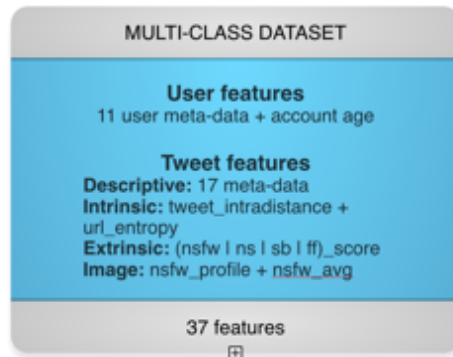 MULTI-CLASS DATASET
User features
11 user meta-data + account age
Tweet features
Descriptive: 17 meta-data
Intrinsic: tweet_intradistance +
url_entropy
Extrinsic: (nsfw | ns | sb | ff)_score
Image: nsfw_profile + nsfw_avg
37 features